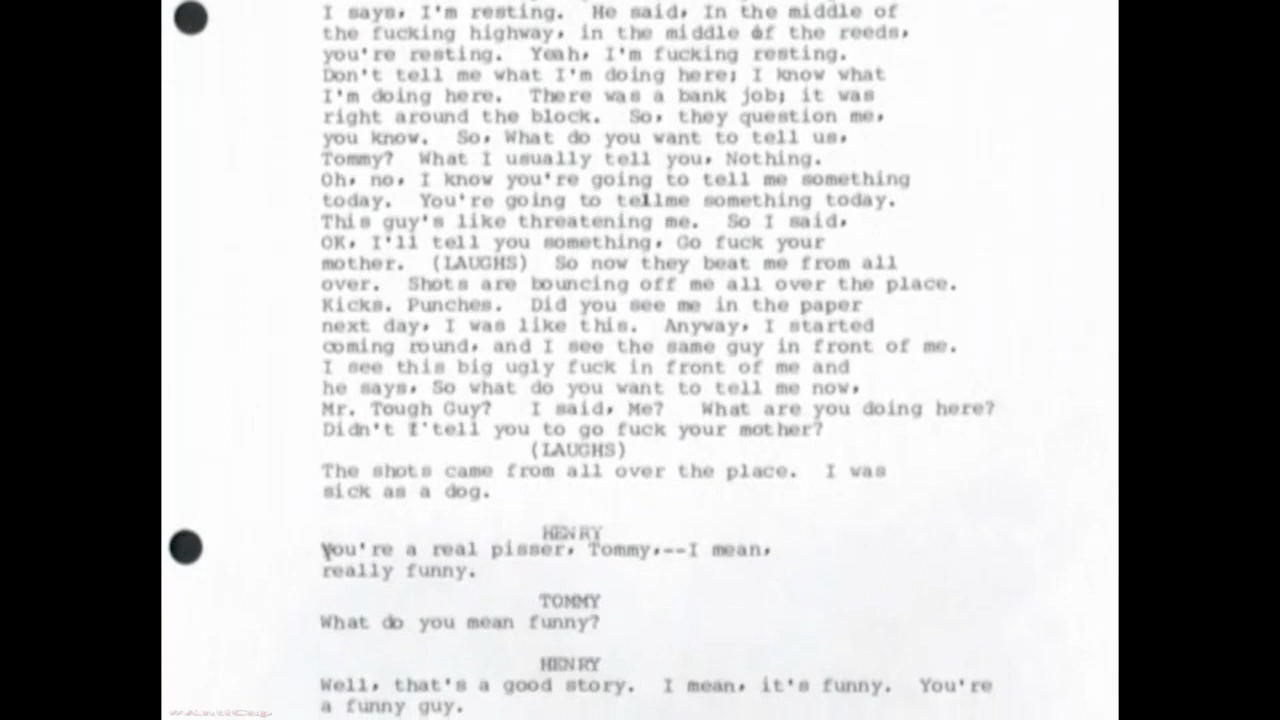 I says, I'm resting. He said, In the middle of
the fucking highway, in the middle of the reeds,
you're resting. Yeah, I'm fucking resting.
Don't tell me what I'm doing here; I know what
I'm doing here. There was a bank job; it was
right around the block. So, they question me,
you know. So, What do you want to tell us,
Tommy? What I usually tell you, Nothing.
Oh, no, I know you're going to tell me something
today. You're going to tellme something today.
This guy's like threatening me. So I said,
OK, I'll tell you something, Go fuck your
mother. (LAUGHS) So now they beat me from all
over. Shots are bouncing off me all over the place.
Kicks. Punches. Did you see me in the paper
next day, I was like this. Anyway, I started
coming round, and I see the same guy in front of me.
I see this big ugly fuck in front of me and
he says, So what do you want to tell me now,
Mr. Tough Guy? I said, Me? What are you doing here?
Didn't I tell you to go fuck your mother?
(LAUGHS)
The shots came from all over the place. I was
sick as a dog.
HENRY
You're a real pisser, Tommy,--I mean,
really funny.
TOMMY
What do you mean funny?
HENRY
Well, that's a good story. I mean, it's funny. You're
a funny guy.